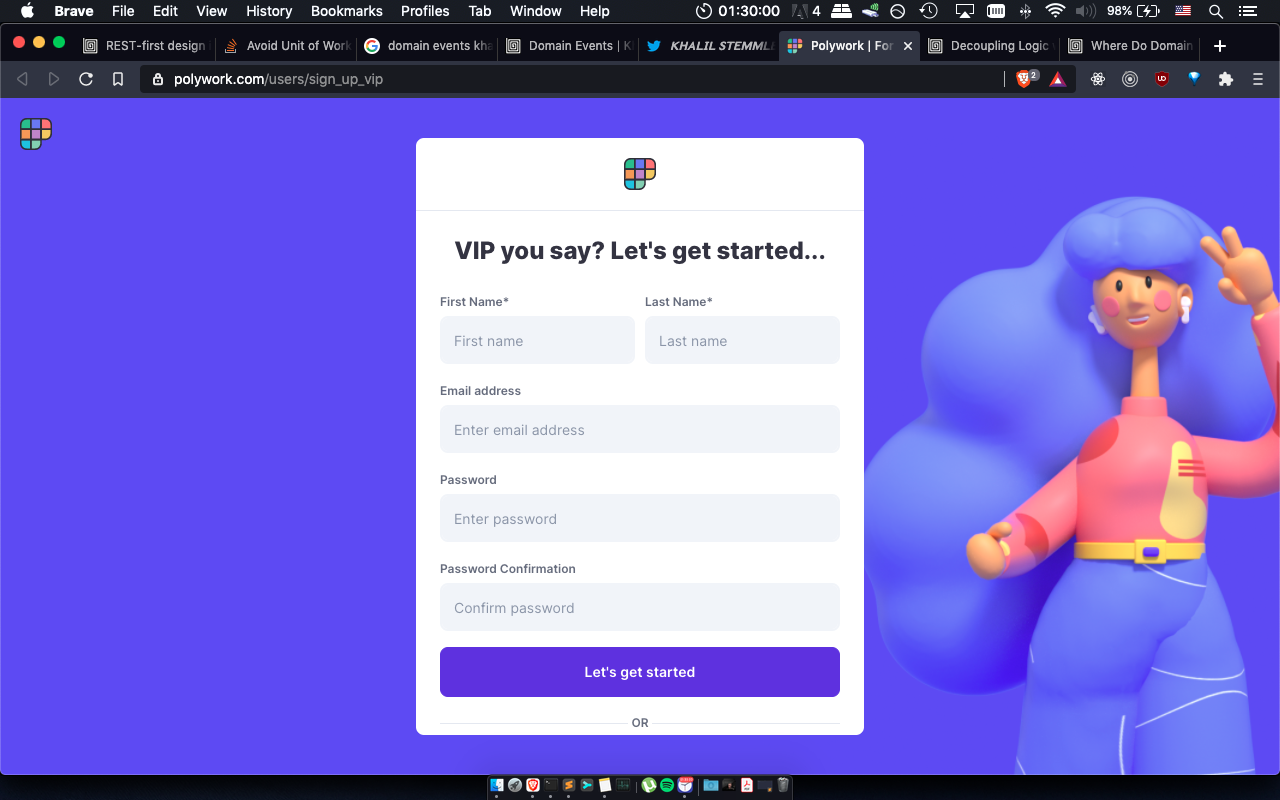 Brave File Edit View History Bookmarks Profiles Tab Window Help 01:30:00 4 98%
REST-first design Avoid Unit of Work domain events kha Domain Events | K KHALIL STEMML Polywork | For Decoupling Logic Where Do Domain
polywork.com/users/sign_up_vip 2
VIP you say? Let's get started...
First Name* Last Name*
First name Last name
Email address
Enter email address
Password
Enter password
Password Confirmation
Confirm password
Let's get started
OR